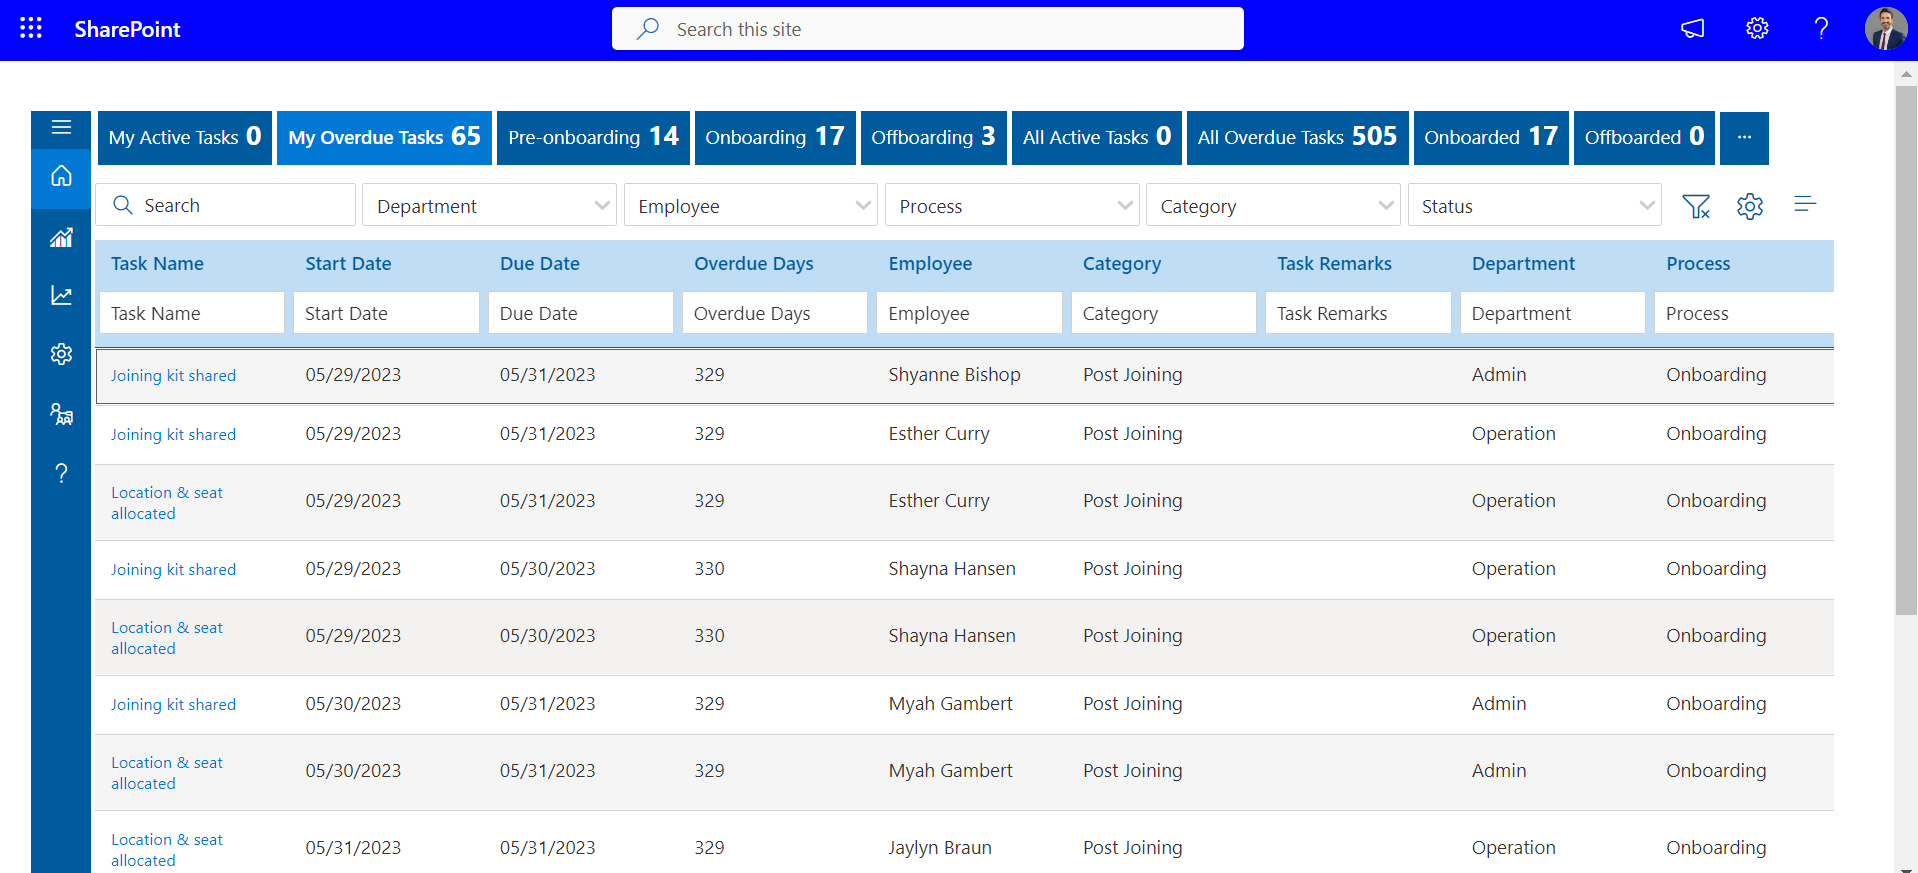 SharePoint
Search this site
My Active Tasks 0
My Overdue Tasks 65
Pre-onboarding 14
Onboarding 17
Offboarding 3
All Active Tasks 0
All Overdue Tasks 505
Onboarded 17
Offboarded 0
Search
Department
Employee
Process
Category
Status
Task Name Start Date Due Date Overdue Days Employee Category Task Remarks Department Process
Task Name Start Date Due Date Overdue Days Employee Category Task Remarks Department Process
Joining kit shared 05/29/2023 05/31/2023 329 Shyanne Bishop Post Joining Admin Onboarding
Joining kit shared 05/29/2023 05/31/2023 329 Esther Curry Post Joining Operation Onboarding
Location & seat
allocated 05/29/2023 05/31/2023 329 Esther Curry Post Joining Operation Onboarding
Joining kit shared 05/29/2023 05/30/2023 330 Shayna Hansen Post Joining Operation Onboarding
Location & seat
allocated 05/29/2023 05/30/2023 330 Shayna Hansen Post Joining Operation Onboarding
Joining kit shared 05/30/2023 05/31/2023 329 Myah Gambert Post Joining Admin Onboarding
Location & seat
allocated 05/30/2023 05/31/2023 329 Myah Gambert Post Joining Admin Onboarding
Location & seat
allocated 05/31/2023 05/31/2023 329 Jaylyn Braun Post Joining Operation Onboarding